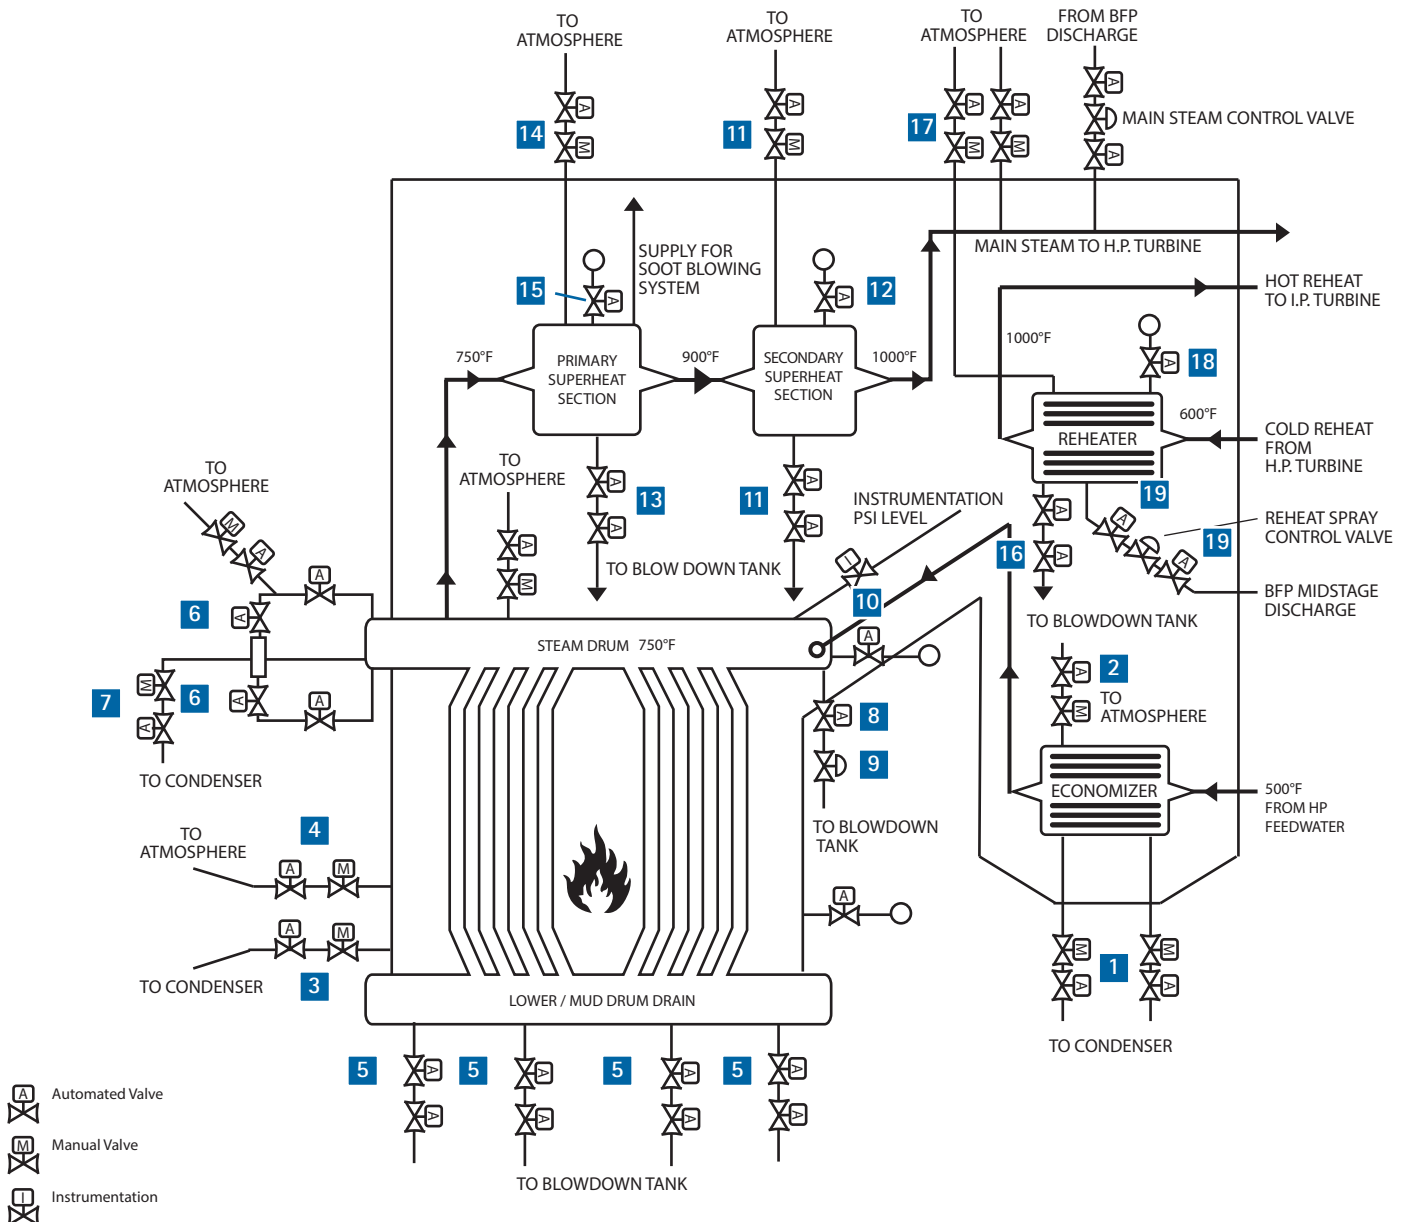 TO
ATMOSPHERE
TO
ATMOSPHERE
TO
ATMOSPHERE
FROM BFP
DISCHARGE
A
A
A
A
A
14
M
11
M
17
M
M
MAIN STEAM CONTROL VALVE
A
SUPPLY FOR
SOOT BLOWING
SYSTEM
MAIN STEAM TO H.P. TURBINE
15
A
12
A
HOT REHEAT
TO I.P. TURBINE
750°F
PRIMARY
SUPERHEAT
SECTION
900°F
SECONDARY
SUPERHEAT
SECTION
1000°F
1000°F
A
18
600°F
REHEATER
COLD REHEAT
FROM
H.P. TURBINE
TO
ATMOSPHERE
TO
ATMOSPHERE
A
13
A
A
11
A
INSTRUMENTATION
PSI LEVEL
19
A
A
16
A
19
A
REHEAT SPRAY
CONTROL VALVE
M
A
A
A
M
TO BLOW DOWN TANK
I
10
BFP MIDSTAGE
DISCHARGE
6
A
TO BLOWDOWN TANK
STEAM DRUM 750°F
A
7
M
6
A
A
A
2
A
M
TO
ATMOSPHERE
8
A
9
TO CONDENSER
ECONOMIZER
500°F
FROM HP
FEEDWATER
TO BLOWDOWN
TANK
TO
ATMOSPHERE
4
A
M
A
A
M
TO CONDENSER
3
M
M
1
A
A
LOWER / MUD DRUM DRAIN
TO CONDENSER
5
A
5
A
5
A
5
A
A
A
A
A
TO BLOWDOWN TANK
A
Automated Valve
M
Manual Valve
I
Instrumentation